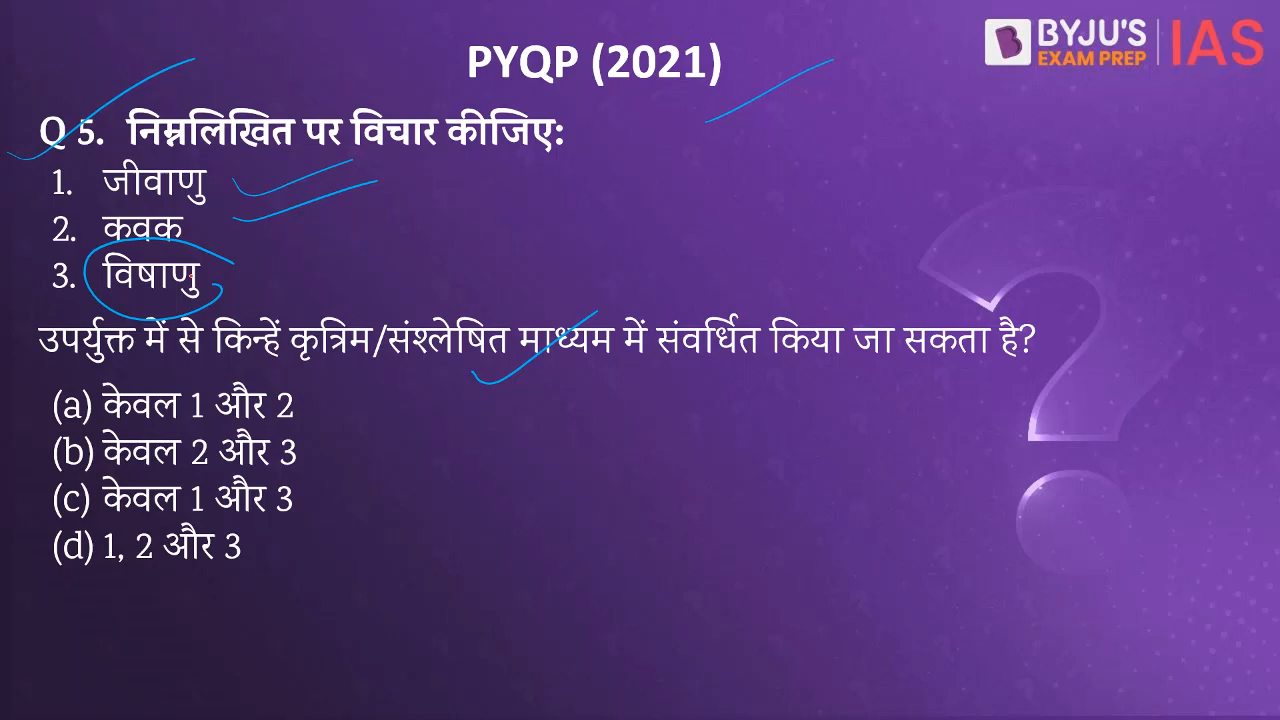 PYQP (2021)
BYJU'S
EXAM PREP
IAS
Q 5. निम्नलिखित पर विचार कीजिए:
1. जीवाणु
2. कवक
3. विषाणु
उपर्युक्त में से किन्हें कृत्रिम/संश्लेषित माध्यम में संवर्धित किया जा सकता है?
(a) केवल 1 और 2
(b) केवल 2 और 3
(c) केवल 1 और 3
(d) 1, 2 और 3